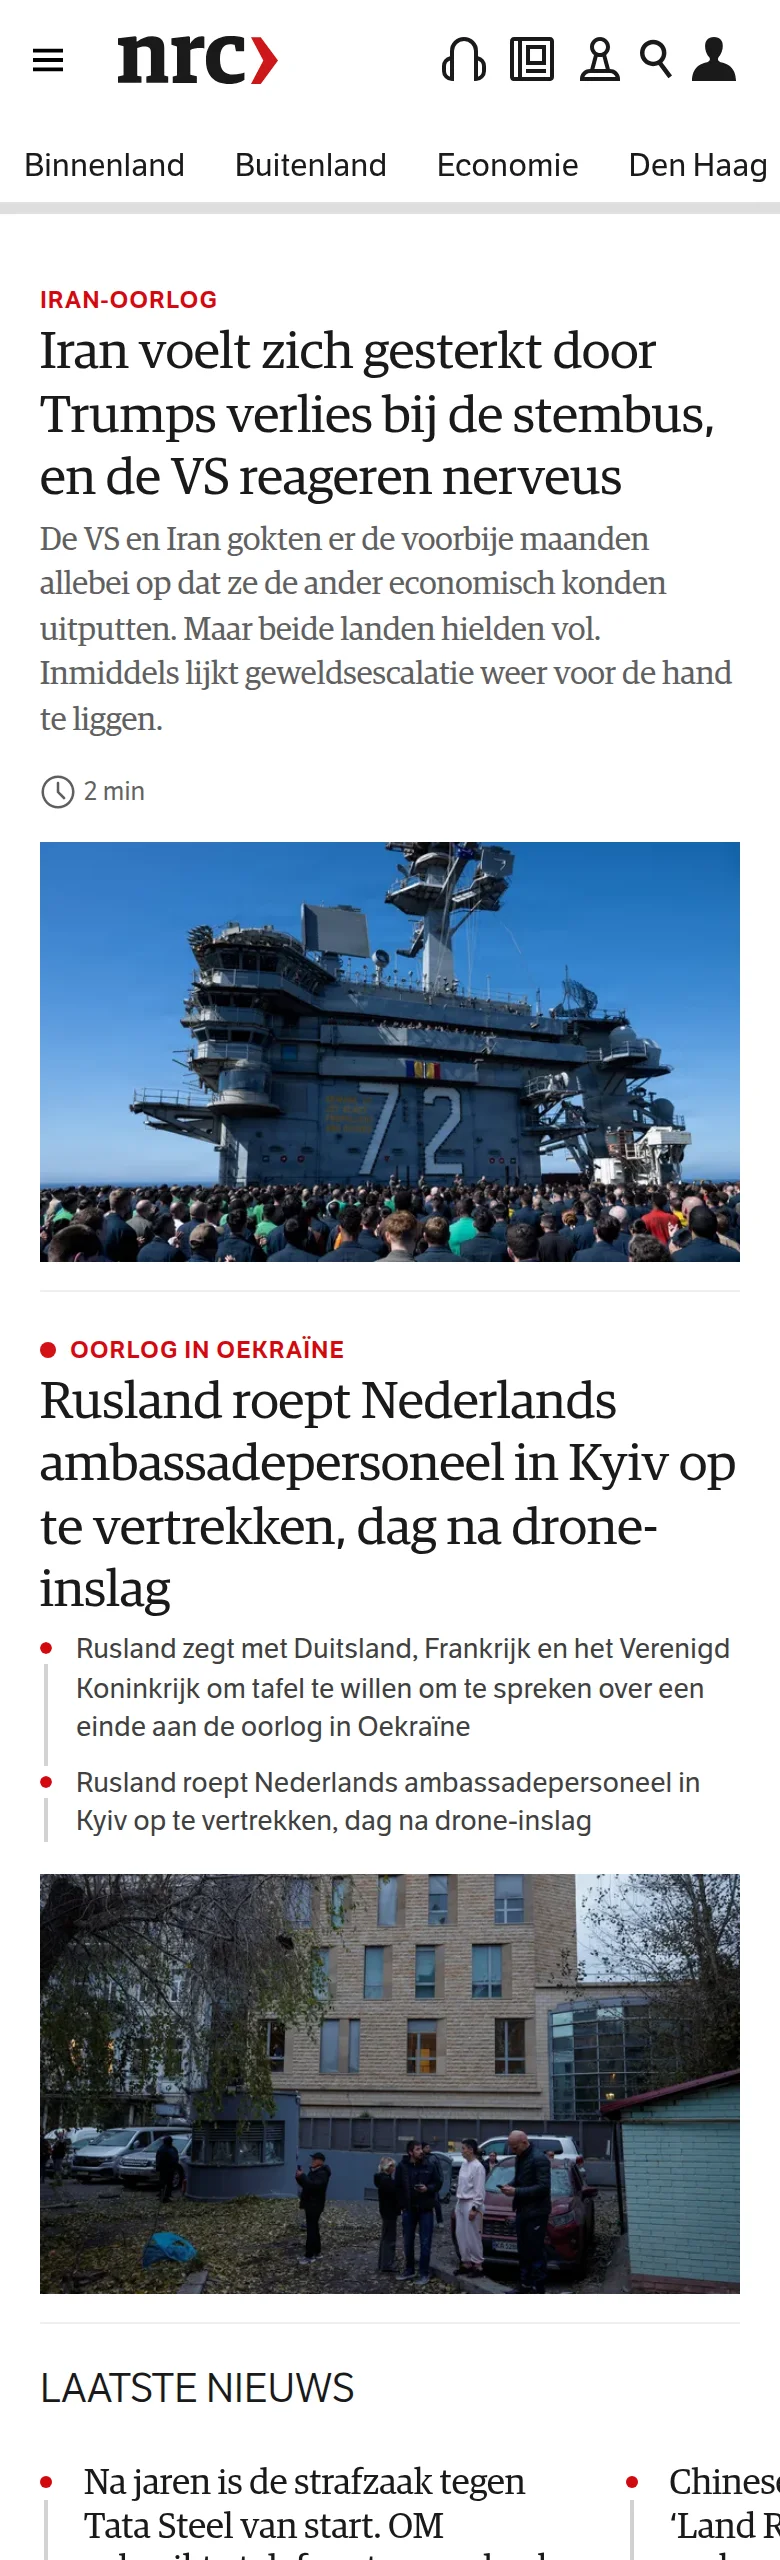 nrc
Binnenland Buitenland Economie Den Haag
IRAN-OORLOG
Iran voelt zich gesterkt door
Trumps verlies bij de stembus,
en de VS reageren nerveus
De VS en Iran gokten er de voorbije maanden
allebei op dat ze de ander economisch konden
uitputten. Maar beide landen hielden vol.
Inmiddels lijkt geweldsescalatie weer voor de hand
te liggen.
2 min
72
OORLOG IN OEKRAÏNE
Rusland roept Nederlands
ambassadepersoneel in Kyiv op
te vertrekken, dag na drone-
inslag
Rusland zegt met Duitsland, Frankrijk en het Verenigd
Koninkrijk om tafel te willen om te spreken over een
einde aan de oorlog in Oekraïne
Rusland roept Nederlands ambassadepersoneel in
Kyiv op te vertrekken, dag na drone-inslag
LAATSTE NIEUWS
Na jaren is de strafzaak tegen
Tata Steel van start. OM
‘Land